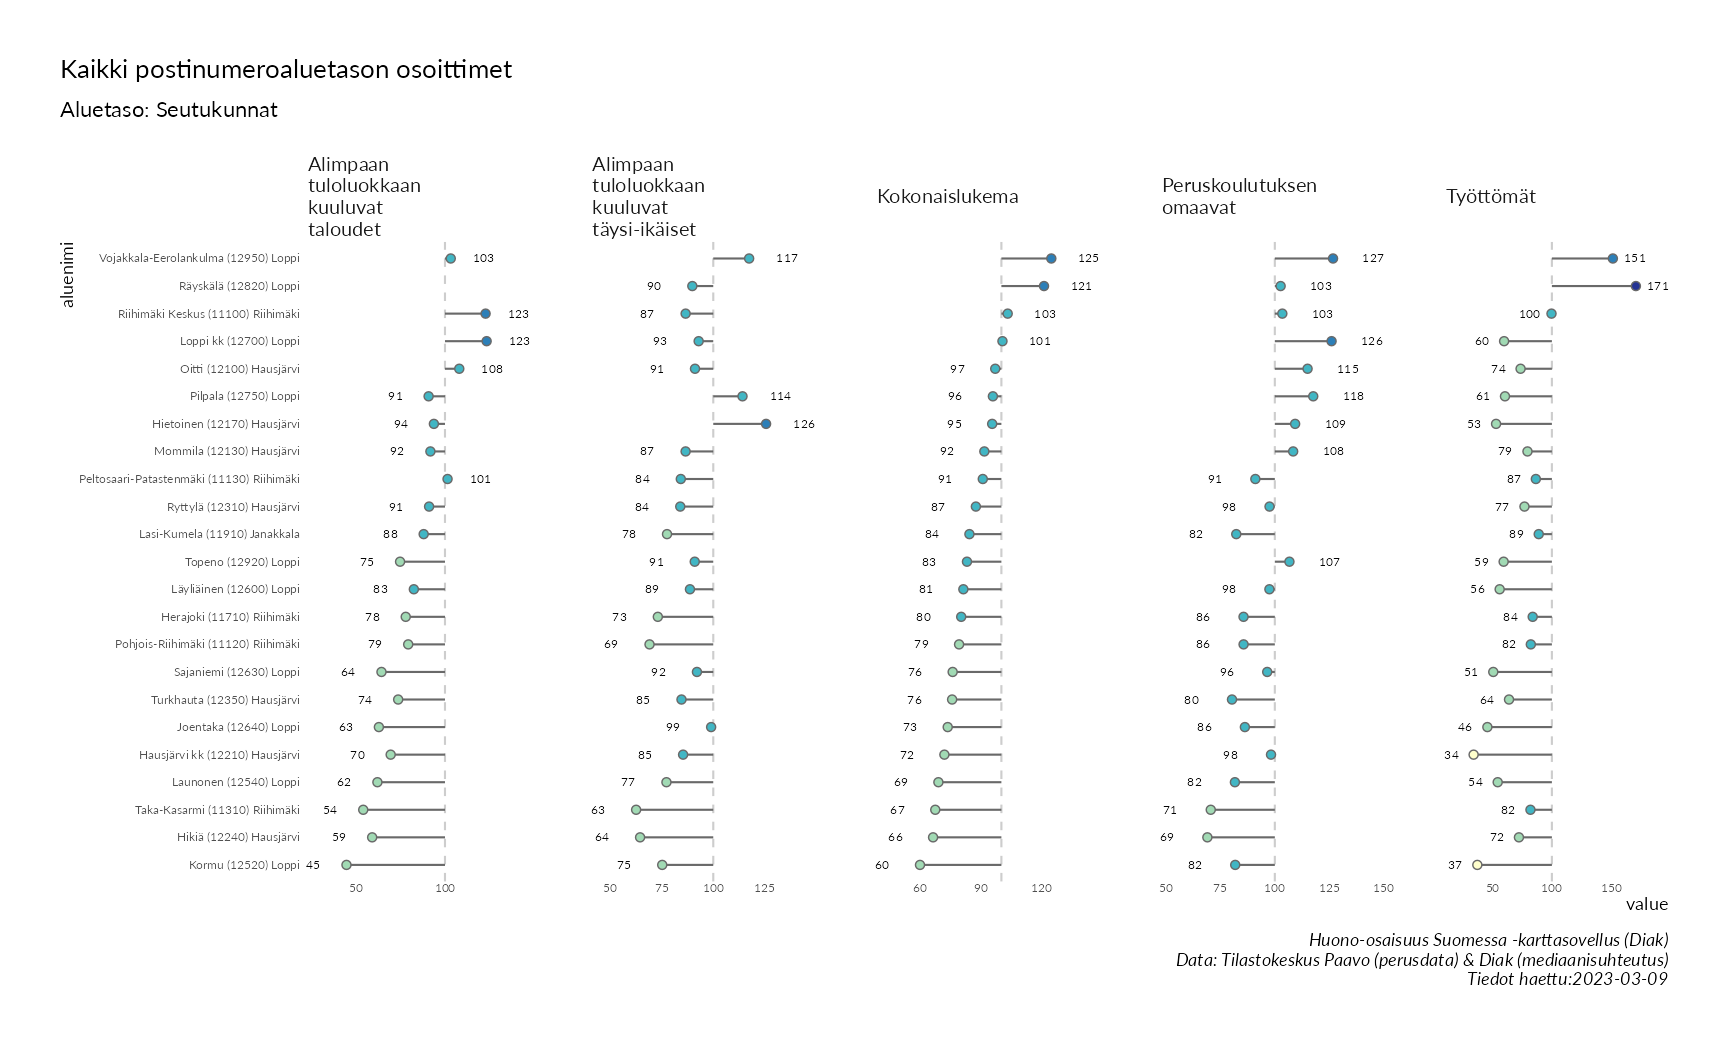 Kaikki postinumeroaluetason osoittimet
Aluetaso: Seutukunnat
Alimpaan
tuloluokkaan
kuuluvat
taloudet
Alimpaan
tuloluokkaan
kuuluvat
täysi-ikäiset
Kokonaislukema
Peruskoulutuksen
omaavat
Työttömät
aluenimi
Vojakkala-Eerolankulma (12950) Loppi 103 117 125 127 151
Räyskälä (12820) Loppi 90 121 103 171
Riihimäki Keskus (11100) Riihimäki 123 87 103 103 100
Loppi kk (12700) Loppi 123 93 101 126 60
Oitti (12100) Hausjärvi 108 91 97 115 74
Pilpala (12750) Loppi 91 114 96 118 61
Hietoinen (12170) Hausjärvi 94 126 95 109 53
Mommila (12130) Hausjärvi 92 87 92 108 79
Peltosaari-Patastenmäki (11130) Riihimäki 101 84 91 91 87
Ryttylä (12310) Hausjärvi 91 84 87 98 77
Lasi-Kumela (11910) Janakkala 88 78 84 82 89
Topeno (12920) Loppi 75 91 83 107 59
Läyliäinen (12600) Loppi 83 89 81 98 56
Herajoki (11710) Riihimäki 78 73 80 86 84
Pohjois-Riihimäki (11120) Riihimäki 79 69 79 86 82
Sajaniemi (12630) Loppi 64 92 76 96 51
Turkhauta (12350) Hausjärvi 74 85 76 80 64
Joentaka (12640) Loppi 63 99 73 86 46
Hausjärvi kk (12210) Hausjärvi 70 85 72 98 34
Launonen (12540) Loppi 62 77 69 82 54
Taka-Kasarmi (11310) Riihimäki 54 63 67 71 82
Hikiä (12240) Hausjärvi 59 64 66 69 72
Kormu (12520) Loppi 45 75 60 82 37
50 100 50 75 100 125 60 90 120 50 75 100 125 150 50 100 150
value
Huono-osaisuus Suomessa -karttasovellus (Diak)
Data: Tilastokeskus Paavo (perusdata) & Diak (mediaanisuhteutus)
Tiedot haettu:2023-03-09